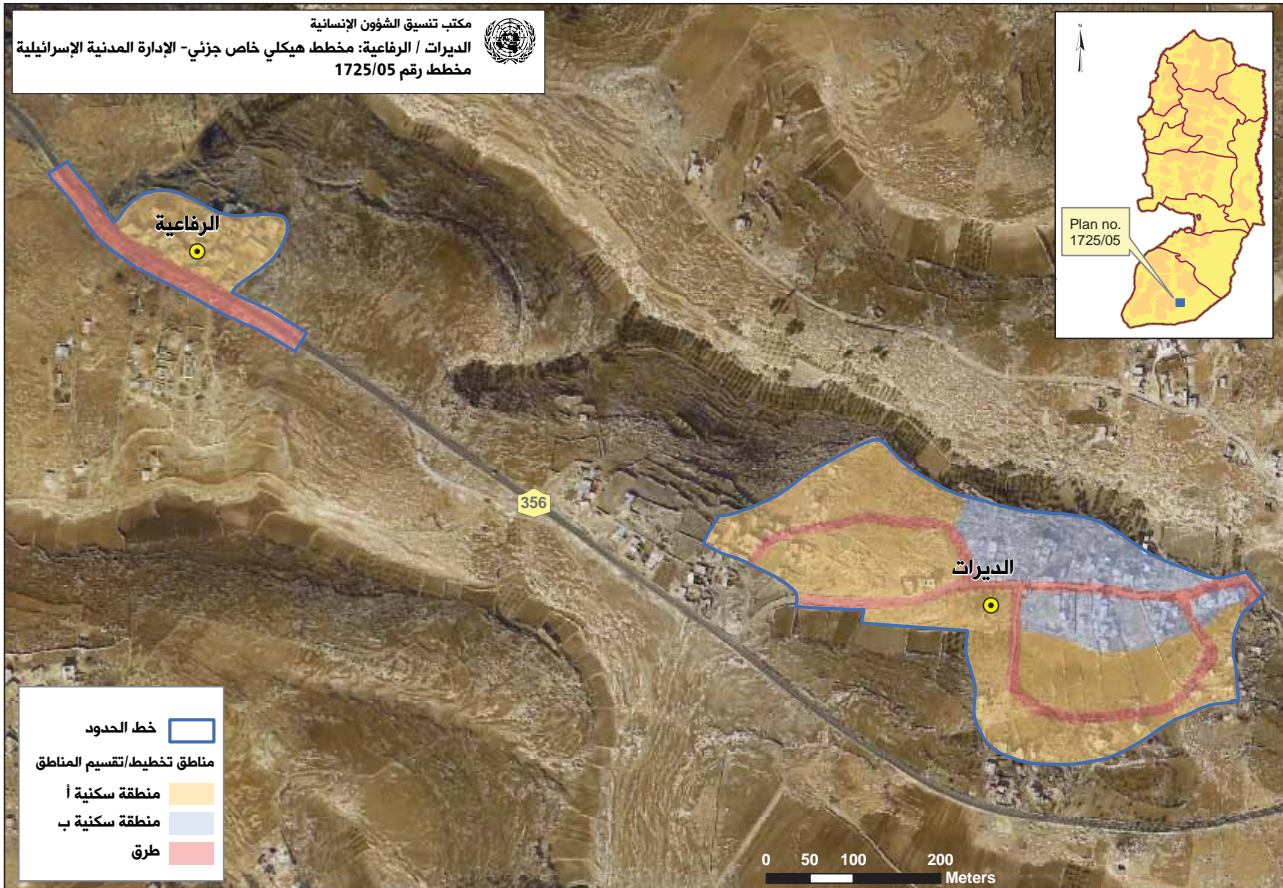 مكتب تنسيق الشؤون الإنسانية
الديرات / الرفاعية: مخطط هيكلي خاص جزئي- الإدارة المدنية الإسرائيلية
مخطط رقم 1725/05
Plan no.
1725/05
الرفاعية
356
الديرات
خط الحدود
مناطق تخطيط/تقسيم المناطق
منطقة سكنية أ
منطقة سكنية ب
طرق
0 50 100 200
Meters